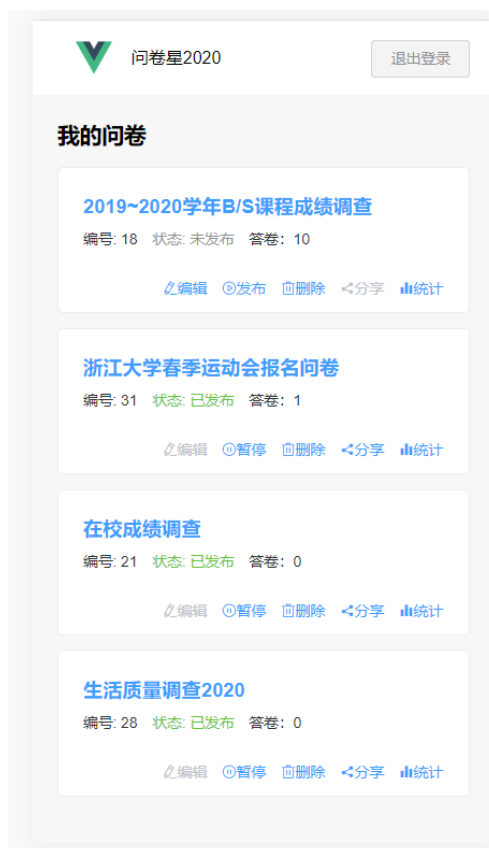 问卷星2020 退出登录
我的问卷
2019~2020学年B/S课程成绩调查
编号: 18 状态: 未发布 答卷：10
编辑 发布 删除 分享 统计
浙江大学春季运动会报名问卷
编号: 31 状态: 已发布 答卷：1
编辑 暂停 删除 分享 统计
在校成绩调查
编号: 21 状态: 已发布 答卷：0
编辑 暂停 删除 分享 统计
生活质量调查2020
编号: 28 状态: 已发布 答卷：0
编辑 暂停 删除 分享 统计